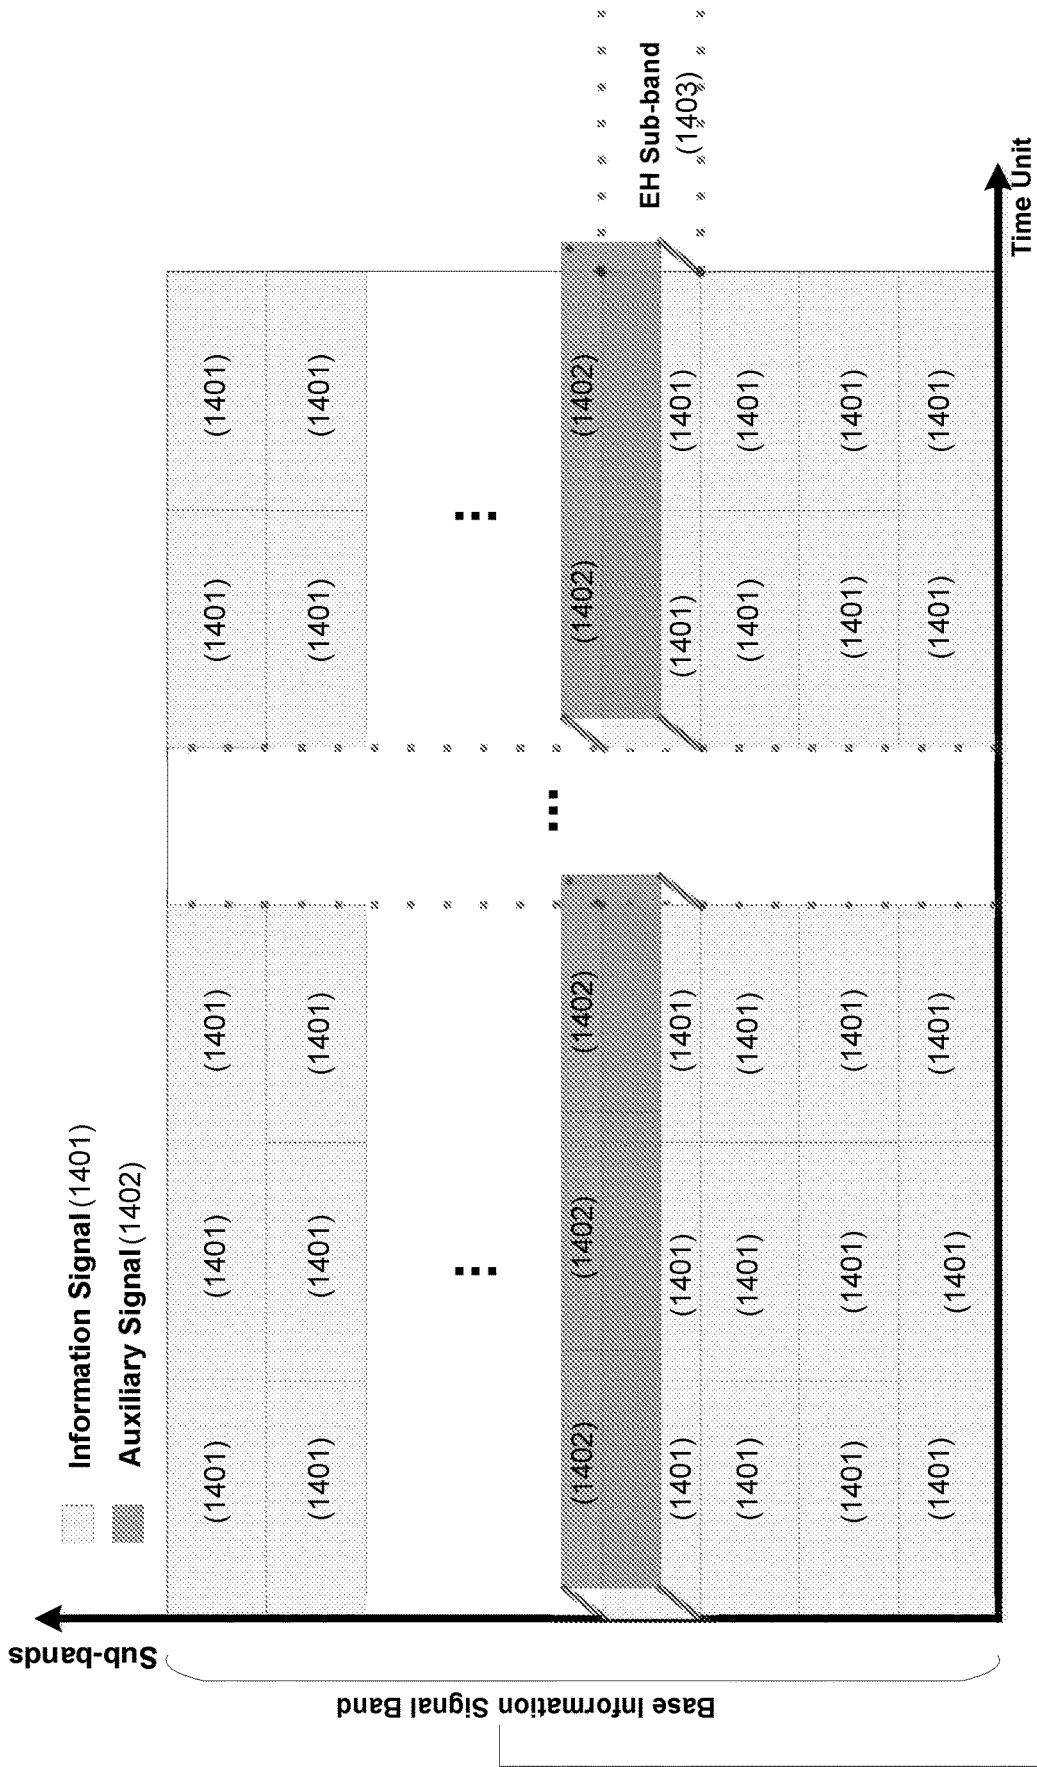 Sub-bands
Information Signal (1401)
Auxiliary Signal (1402)
Base Information Signal Band
(1401) (1401) (1401) (1401) (1401)
(1401) (1401) (1401) (1401) (1401)
... ...
...
(1402) (1402) (1402) (1402) (1402)
EH Sub-band
(1403)
(1401) (1401) (1401) (1401) (1401)
(1401) (1401) (1401) (1401) (1401)
(1401) (1401) (1401) (1401) (1401)
(1401) (1401) (1401) (1401) (1401)
Time Unit